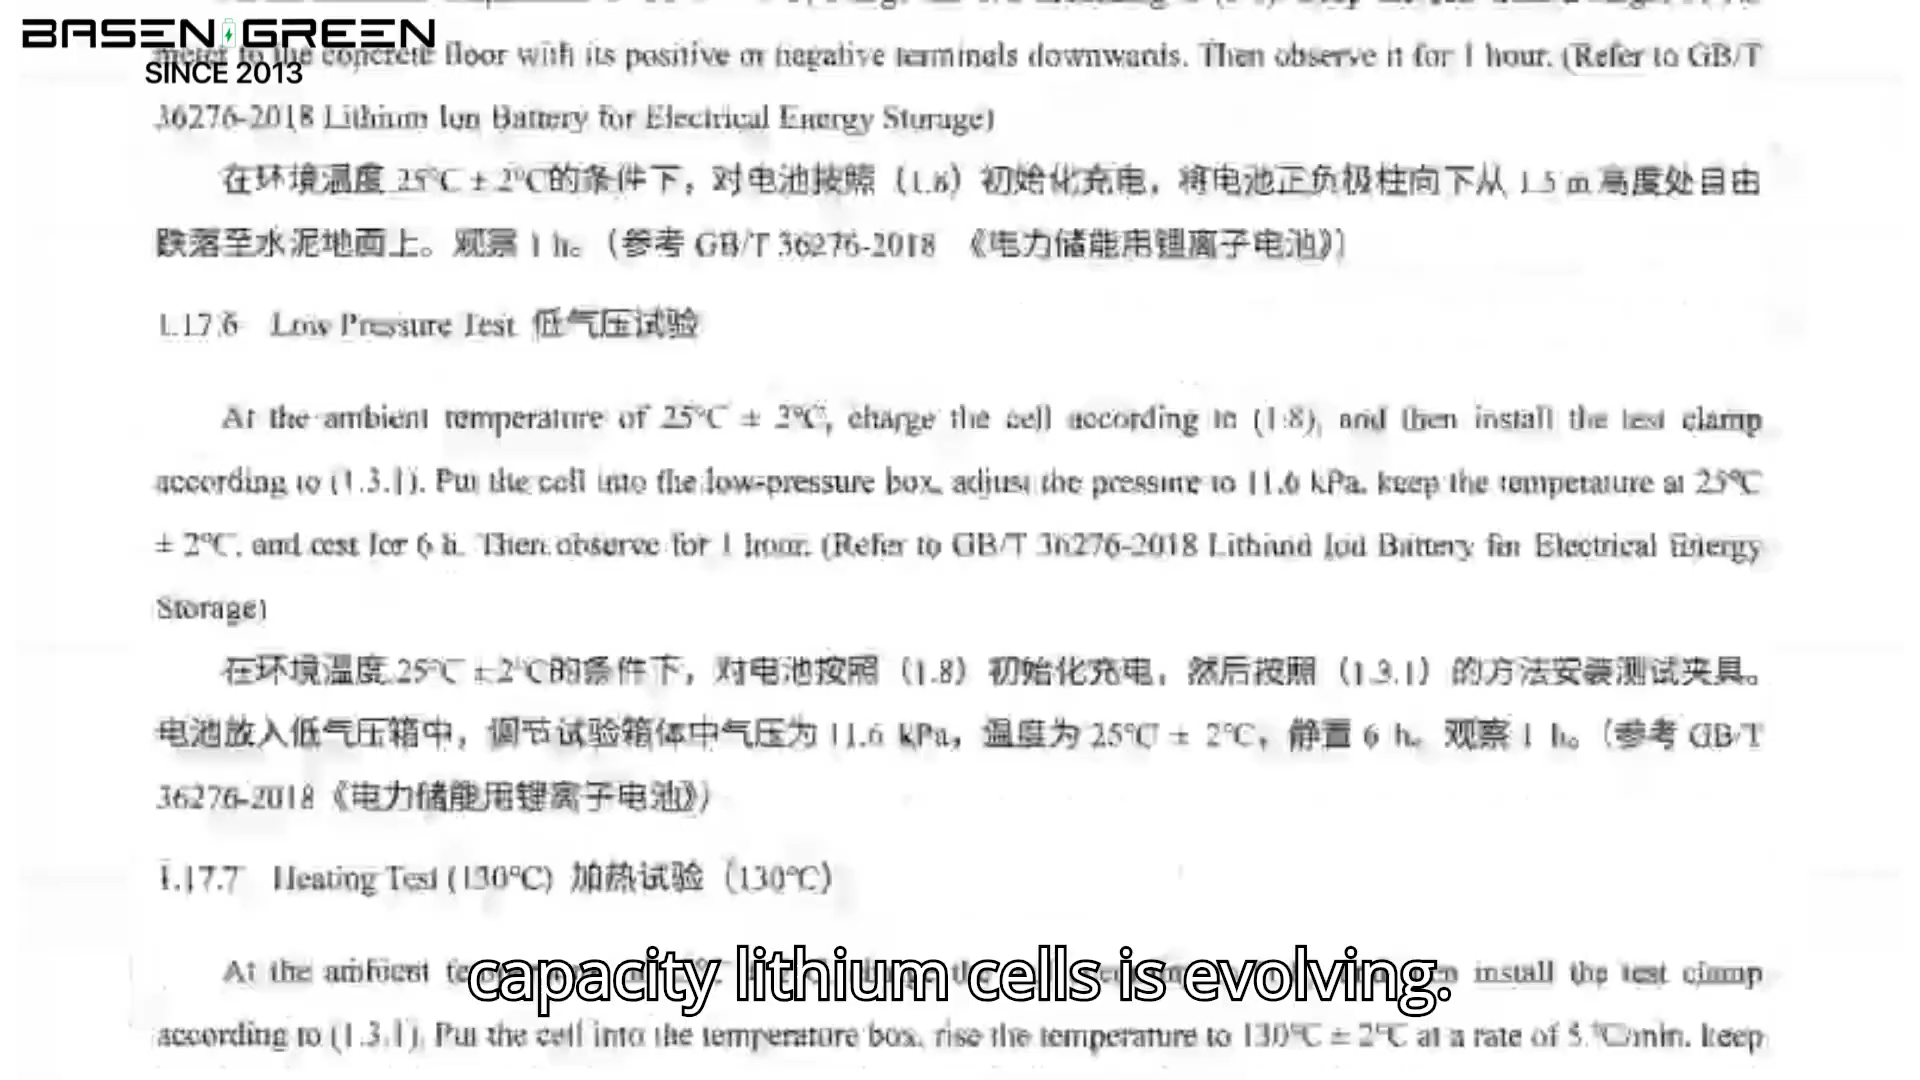 BASEN GREEN
SINCE 2013
meter to the concrete floor with its positive or negative terminals downwards. Then observe it for 1 hour. (Refer to GB/T
36276-2018 Lithium Ion Battery for Electrical Energy Storage)
在环境温度 25℃ ± 2℃的条件下，对电池按照（1.8）初始化充电，将电池正负极柱向下从 1.5 m 高度处自由
跌落至水泥地面上。观察 1 h。（参考 GB/T 36276-2018 《电力储能用锂离子电池》）
1.17.6 Low Pressure Test 低气压试验
At the ambient temperature of 25℃ ± 2℃, charge the cell according to (1.8), and then install the test clamp
according to (1.3.1). Put the cell into the low-pressure box, adjust the pressure to 11.6 kPa, keep the temperature at 25℃
± 2℃, and rest for 6 h. Then observe for 1 hour. (Refer to GB/T 36276-2018 Lithium Ion Battery for Electrical Energy
Storage)
在环境温度 25℃ ± 2℃的条件下，对电池按照（1.8）初始化充电，然后按照（1.3.1）的方法安装测试夹具。
电池放入低气压箱中，调节试验箱体中气压为 11.6 kPa，温度为 25℃ ± 2℃，静置 6 h。观察 1 h。（参考 GB/T
36276-2018《电力储能用锂离子电池》）
1.17.7 Heating Test (130℃) 加热试验（130℃）
At the ambient install the test clamp
capacity lithium cells is evolving.
according to (1.3.1). Put the cell into the temperature box, rise the temperature to 130℃ ± 2℃ at a rate of 5 ℃/min, keep